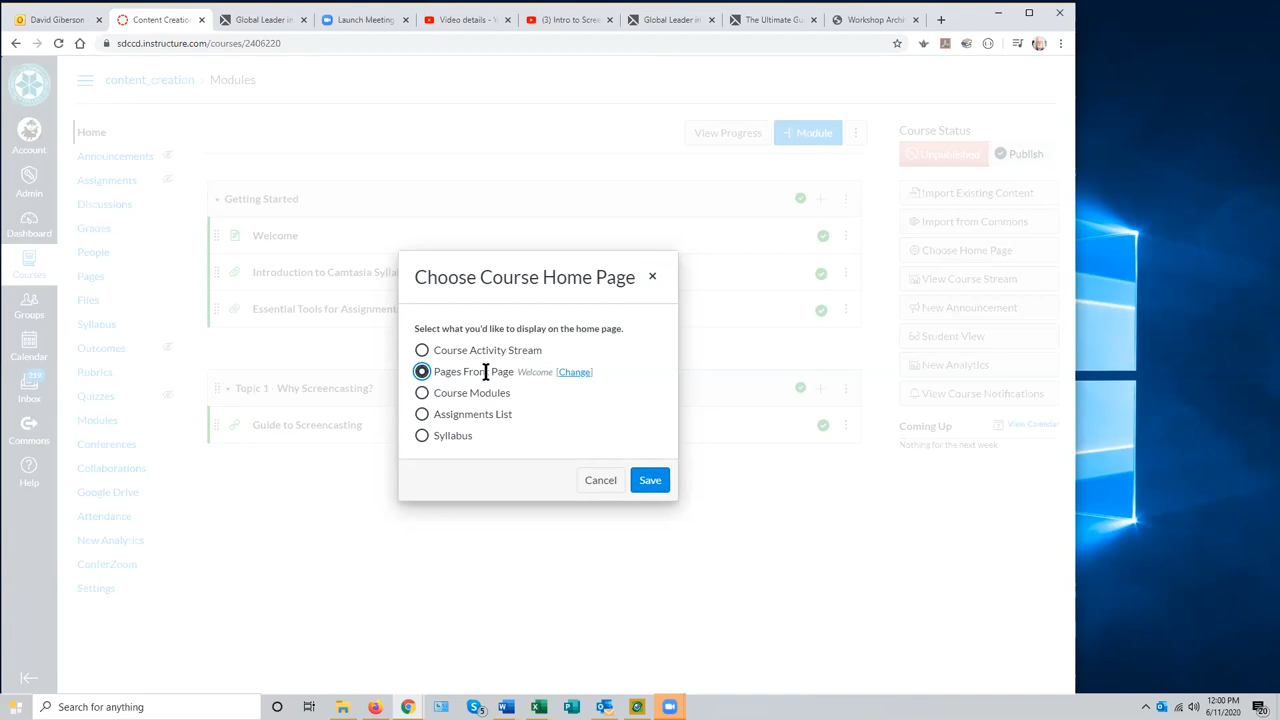 David Giberson
Content Creation
Global Leader in
Launch Meeting
Video details - Y
(3) Intro to Scree
Global Leader in
The Ultimate Gu
Workshop Archi
sdccd.instructure.com/courses/2406220
content_creation › Modules
Account
Admin
Dashboard
Courses
Groups
Calendar
219
Inbox
Commons
Help
Home
Announcements
Assignments
Discussions
Grades
People
Pages
Files
Syllabus
Outcomes
Rubrics
Quizzes
Modules
Conferences
Collaborations
Google Drive
Attendance
New Analytics
ConferZoom
Settings
View Progress
+ Module
Getting Started
Welcome
Introduction to Camtasia Sylla
Essential Tools for Assignment
Topic 1 - Why Screencasting?
Guide to Screencasting
Choose Course Home Page
Select what you'd like to display on the home page.
Course Activity Stream
Pages Front Page Welcome [Change]
Course Modules
Assignments List
Syllabus
Cancel
Save
Course Status
Unpublished
Publish
Import Existing Content
Import from Commons
Choose Home Page
View Course Stream
New Announcement
Student View
New Analytics
View Course Notifications
Coming Up
View Calendar
Nothing for the next week
Search for anything
5
12:00 PM
6/11/2020
20